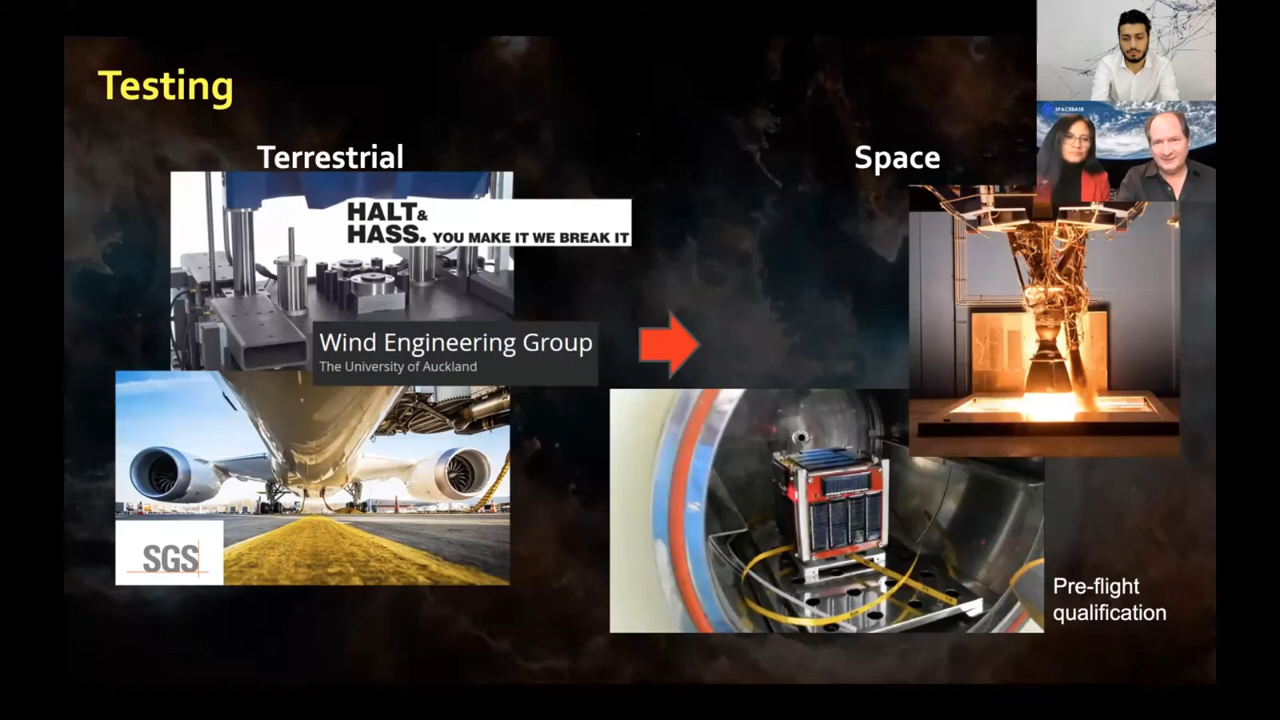 Testing
Terrestrial
HALT&
HASS. YOU MAKE IT WE BREAK IT
Wind Engineering Group
The University of Auckland
SGS
Space
SPACEBASE
Pre-flight
qualification